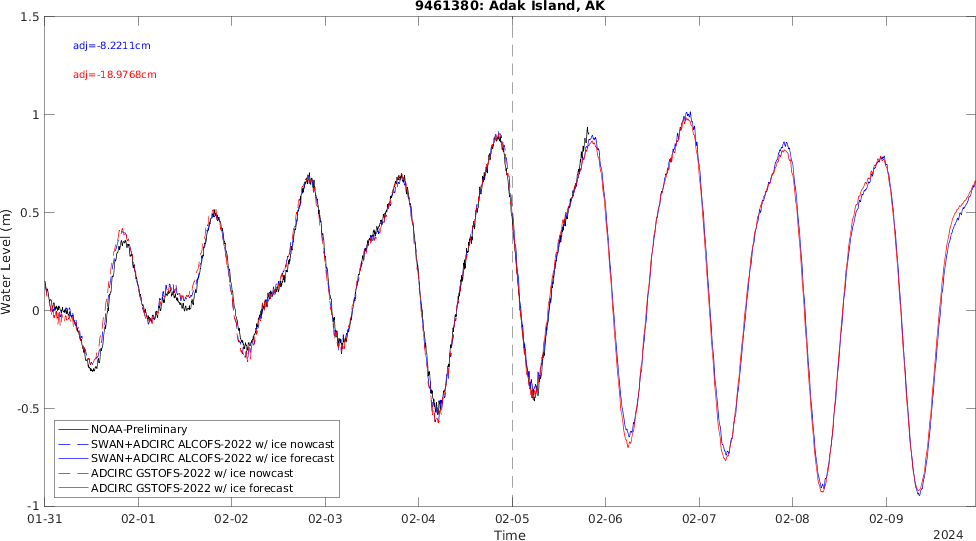 9461380: Adak Island, AK
adj=-8.2211cm
adj=-18.9768cm
Water Level (m)
1.5
1
0.5
0
-0.5
-1
NOAA-Preliminary
SWAN+ADCIRC ALCOFS-2022 w/ ice nowcast
SWAN+ADCIRC ALCOFS-2022 w/ ice forecast
ADCIRC GSTOFS-2022 w/ ice nowcast
ADCIRC GSTOFS-2022 w/ ice forecast
01-31 02-01 02-02 02-03 02-04 02-05 02-06 02-07 02-08 02-09
Time
2024